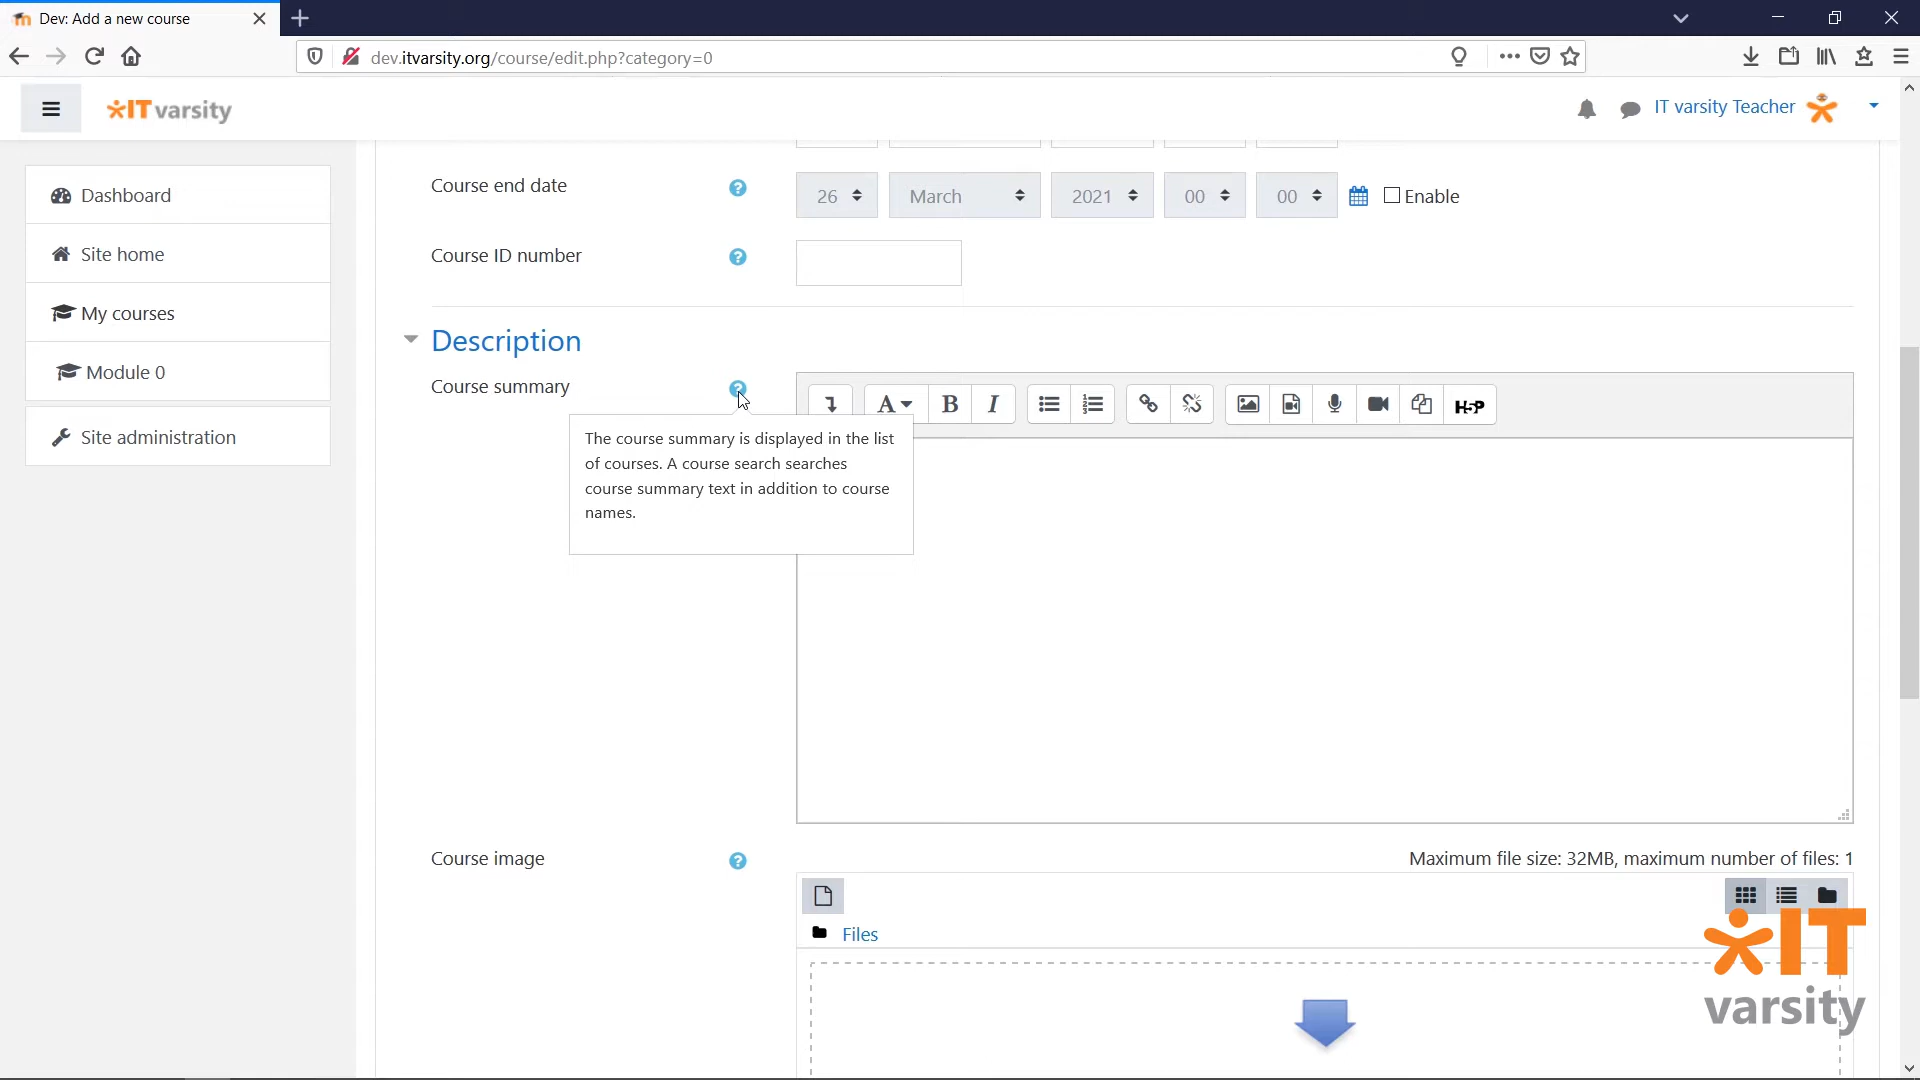 Dev: Add a new course
dev.itvarsity.org/course/edit.php?category=0
IT varsity
IT varsity Teacher
Dashboard
Site home
My courses
Module 0
Site administration
Course end date
26
March
2021
00
00
Enable
Course ID number
Description
Course summary
A
B
I
H-P
The course summary is displayed in the list
of courses. A course search searches
course summary text in addition to course
names.
Course image
Maximum file size: 32MB, maximum number of files: 1
Files
IT
varsity